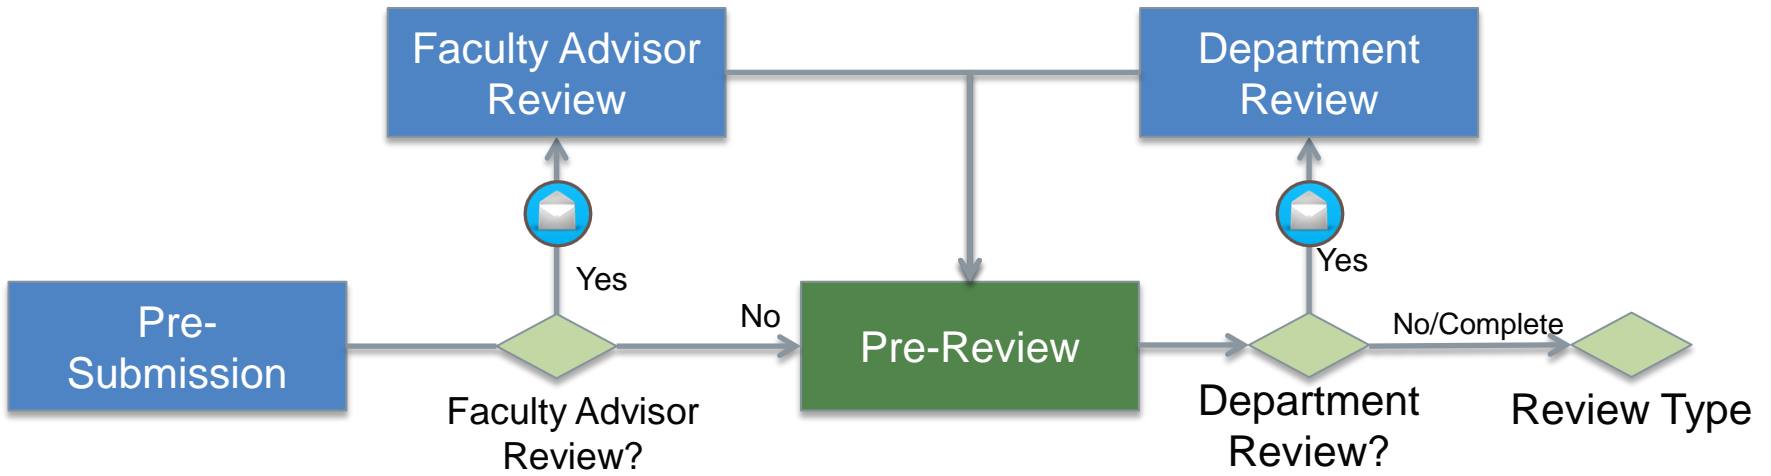 Faculty Advisor
Review
Department
Review
Yes
Yes
Pre-
Submission
No
Pre-Review
No/Complete
Faculty Advisor
Review?
Department
Review?
Review Type